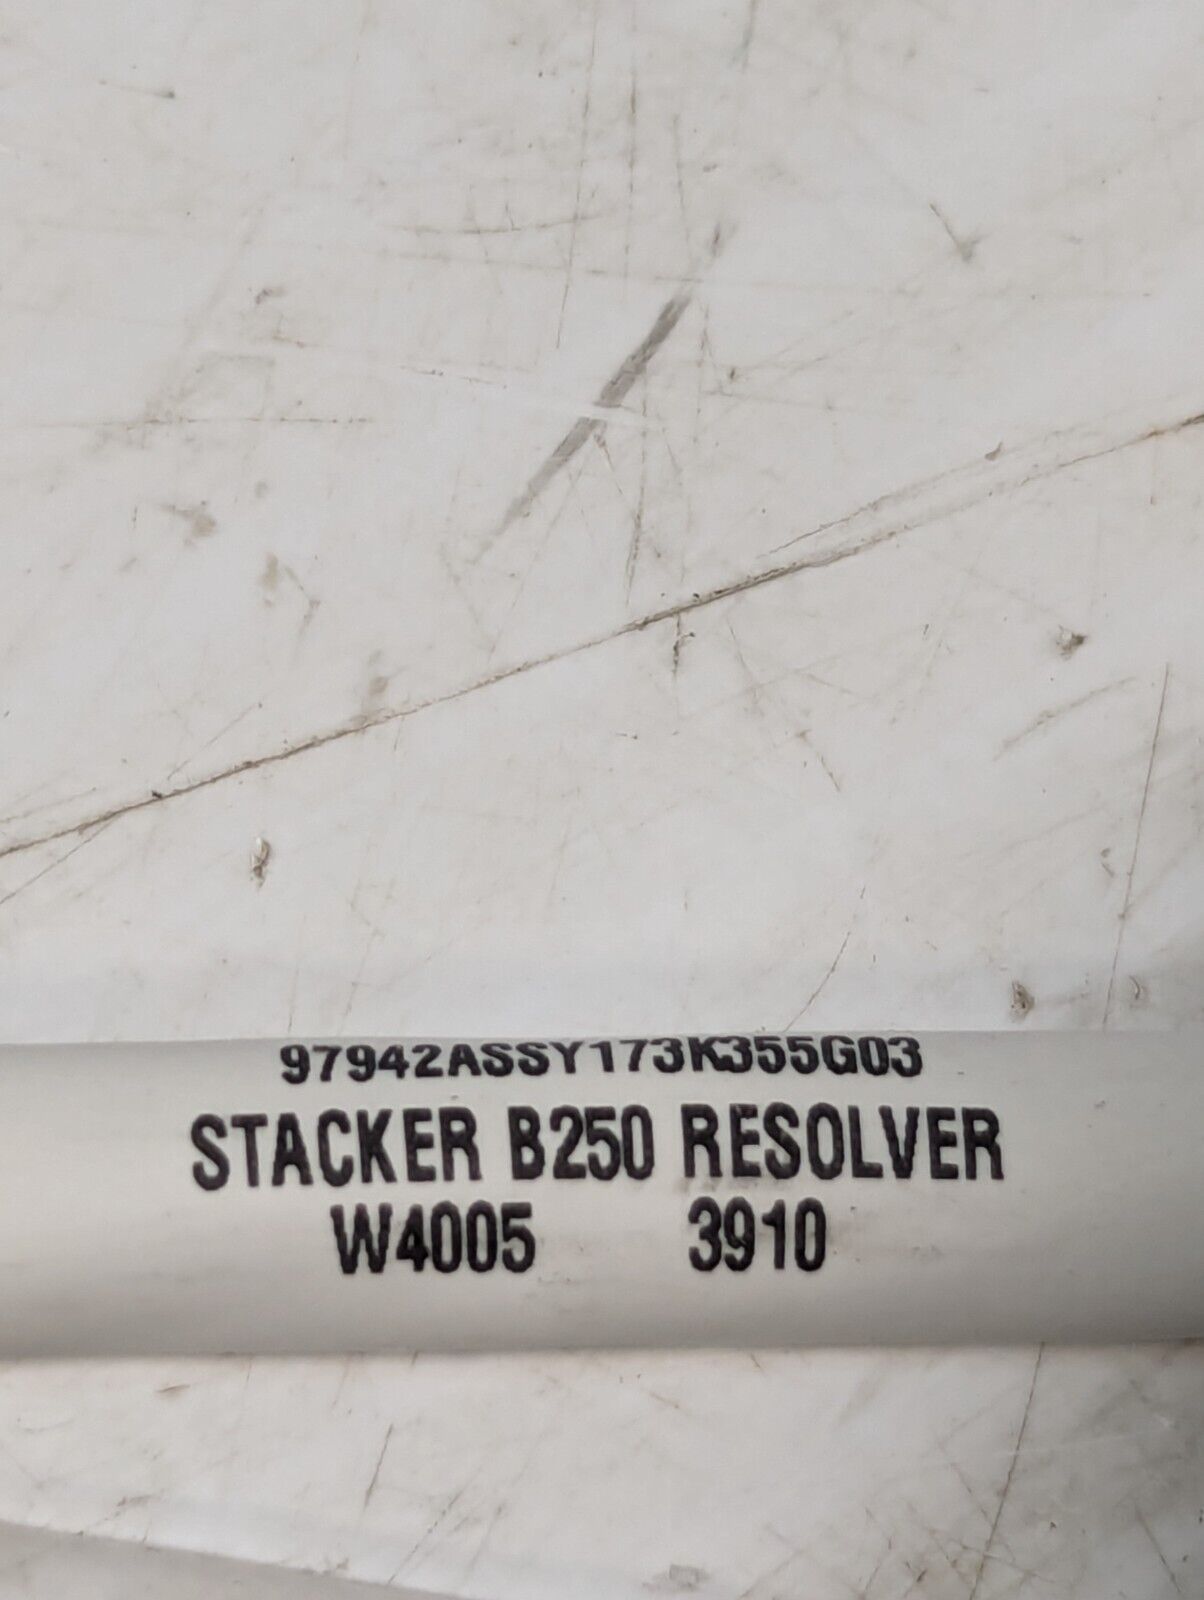 97942ASSY173K355G03
STACKER B250 RESOLVER
W4005 3910